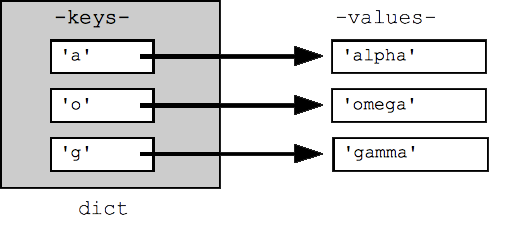 -keys- -values-
'a' 'alpha'
'o' 'omega'
'g' 'gamma'
dict